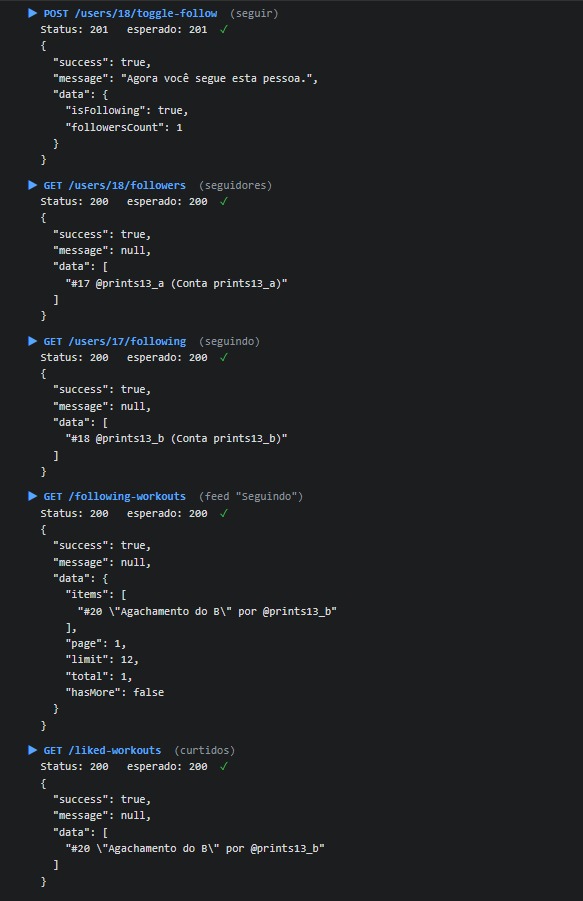 ▶ POST /users/18/toggle-follow  (seguir)
  Status: 201   esperado: 201  ✓
  {
    "success": true,
    "message": "Agora você segue esta pessoa.",
    "data": {
      "isFollowing": true,
      "followersCount": 1
    }
  }
▶ GET /users/18/followers  (seguidores)
  Status: 200   esperado: 200  ✓
  {
    "success": true,
    "message": null,
    "data": [
      "#17 @prints13_a (Conta prints13_a)"
    ]
  }
▶ GET /users/17/following  (seguindo)
  Status: 200   esperado: 200  ✓
  {
    "success": true,
    "message": null,
    "data": [
      "#18 @prints13_b (Conta prints13_b)"
    ]
  }
▶ GET /following-workouts  (feed "Seguindo")
  Status: 200   esperado: 200  ✓
  {
    "success": true,
    "message": null,
    "data": {
      "items": [
        "#20 \"Agachamento do B\" por @prints13_b"
      ],
      "page": 1,
      "limit": 12,
      "total": 1,
      "hasMore": false
    }
  }
▶ GET /liked-workouts  (curtidos)
  Status: 200   esperado: 200  ✓
  {
    "success": true,
    "message": null,
    "data": [
      "#20 \"Agachamento do B\" por @prints13_b"
    ]
  }